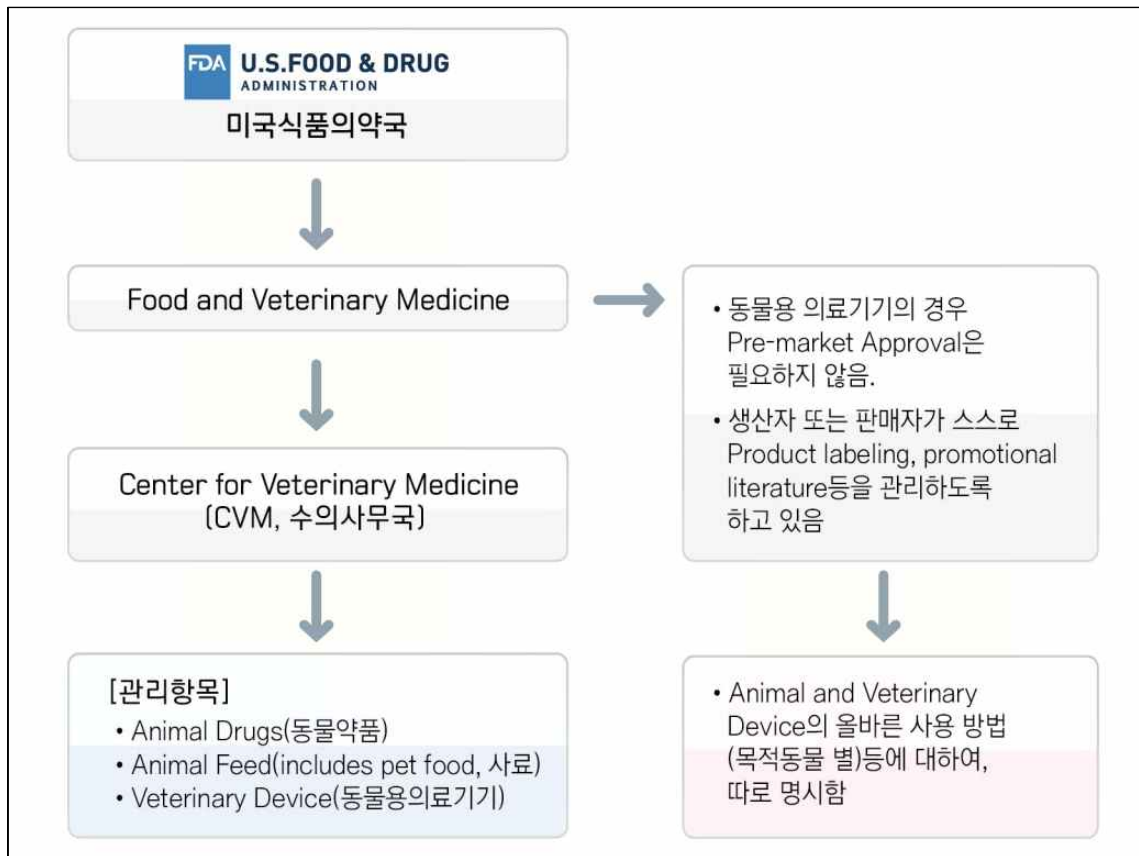 FDA U.S.FOOD & DRUG
ADMINISTRATION
미국식품의약국
Food and Veterinary Medicine
Center for Veterinary Medicine
(CVM, 수의사무국)
[관리항목]
• Animal Drugs(동물약품)
• Animal Feed(includes pet food, 사료)
• Veterinary Device(동물용의료기기)
• 동물용 의료기기의 경우
Pre-market Approval은
필요하지 않음.
• 생산자 또는 판매자가 스스로
Product labeling, promotional
literature등을 관리하도록
하고 있음
• Animal and Veterinary
Device의 올바른 사용 방법
(목적동물 별)등에 대하여,
따로 명시함